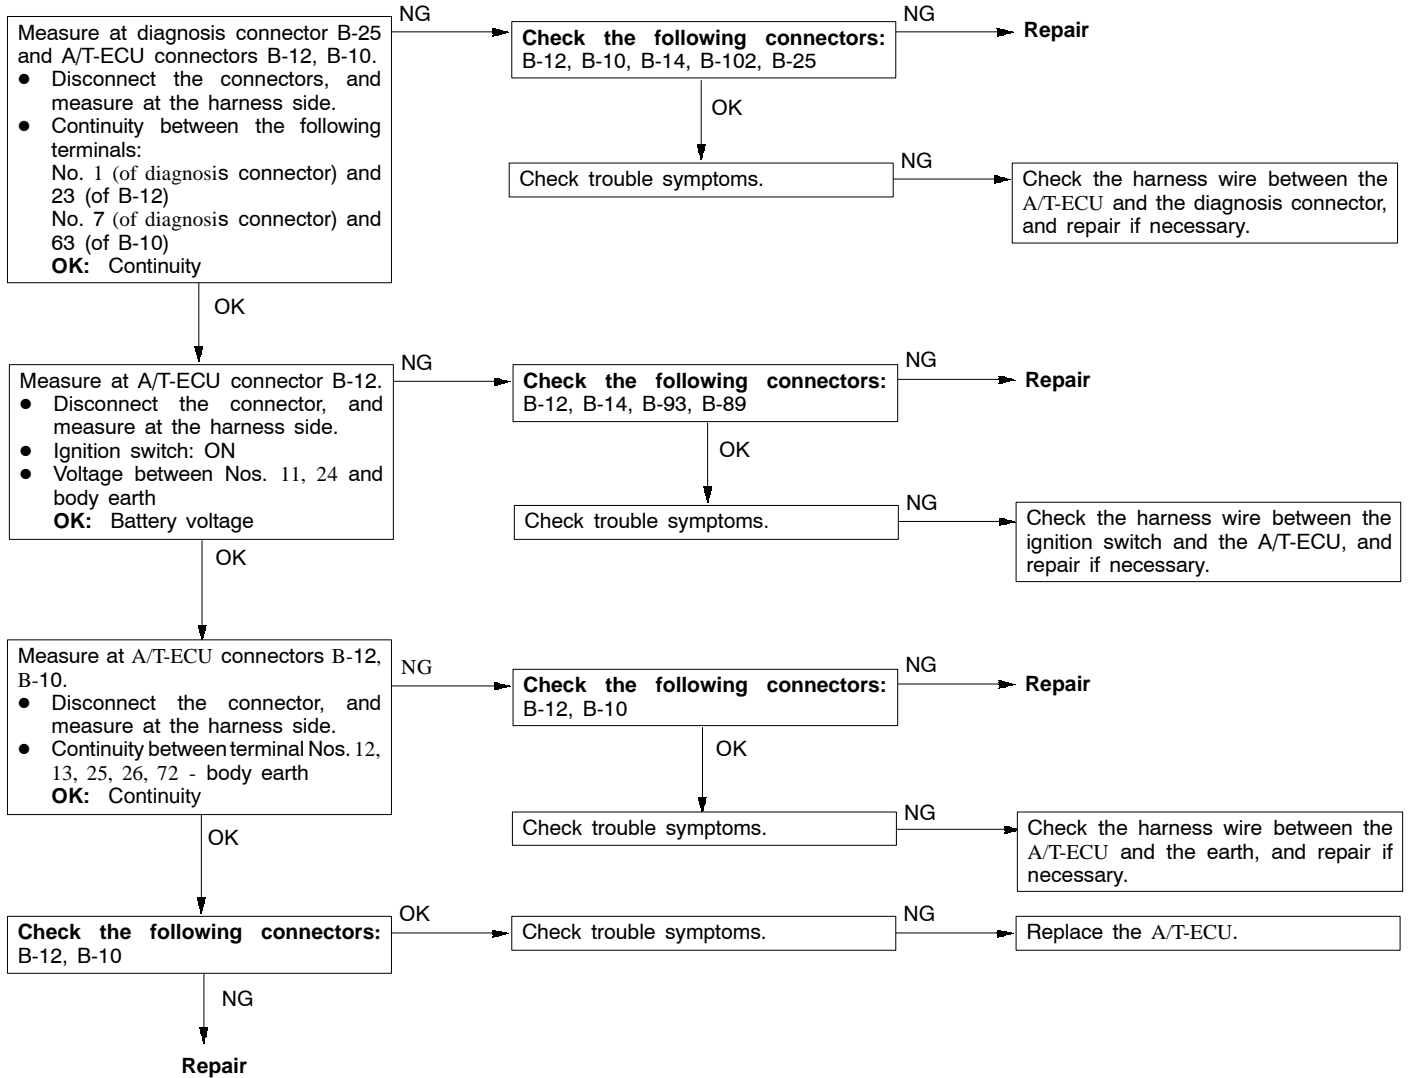 Measure at diagnosis connector B-25
and A/T-ECU connectors B-12, B-10.
● Disconnect the connectors, and
measure at the harness side.
● Continuity between the following
terminals:
No. 1 (of diagnosis connector) and
23 (of B-12)
No. 7 (of diagnosis connector) and
63 (of B-10)
OK: Continuity
NG
Check the following connectors:
B-12, B-10, B-14, B-102, B-25
NG
Repair
OK
Check trouble symptoms.
NG
Check the harness wire between the
A/T-ECU and the diagnosis connector,
and repair if necessary.
OK
Measure at A/T-ECU connector B-12.
● Disconnect the connector, and
measure at the harness side.
● Ignition switch: ON
● Voltage between Nos. 11, 24 and
body earth
OK: Battery voltage
NG
Check the following connectors:
B-12, B-14, B-93, B-89
NG
Repair
OK
Check trouble symptoms.
NG
Check the harness wire between the
ignition switch and the A/T-ECU, and
repair if necessary.
OK
Measure at A/T-ECU connectors B-12,
B-10.
● Disconnect the connector, and
measure at the harness side.
● Continuity between terminal Nos. 12,
13, 25, 26, 72 - body earth
OK: Continuity
NG
Check the following connectors:
B-12, B-10
NG
Repair
OK
Check trouble symptoms.
NG
Check the harness wire between the
A/T-ECU and the earth, and repair if
necessary.
OK
Check the following connectors:
B-12, B-10
OK
Check trouble symptoms.
NG
Replace the A/T-ECU.
NG
Repair